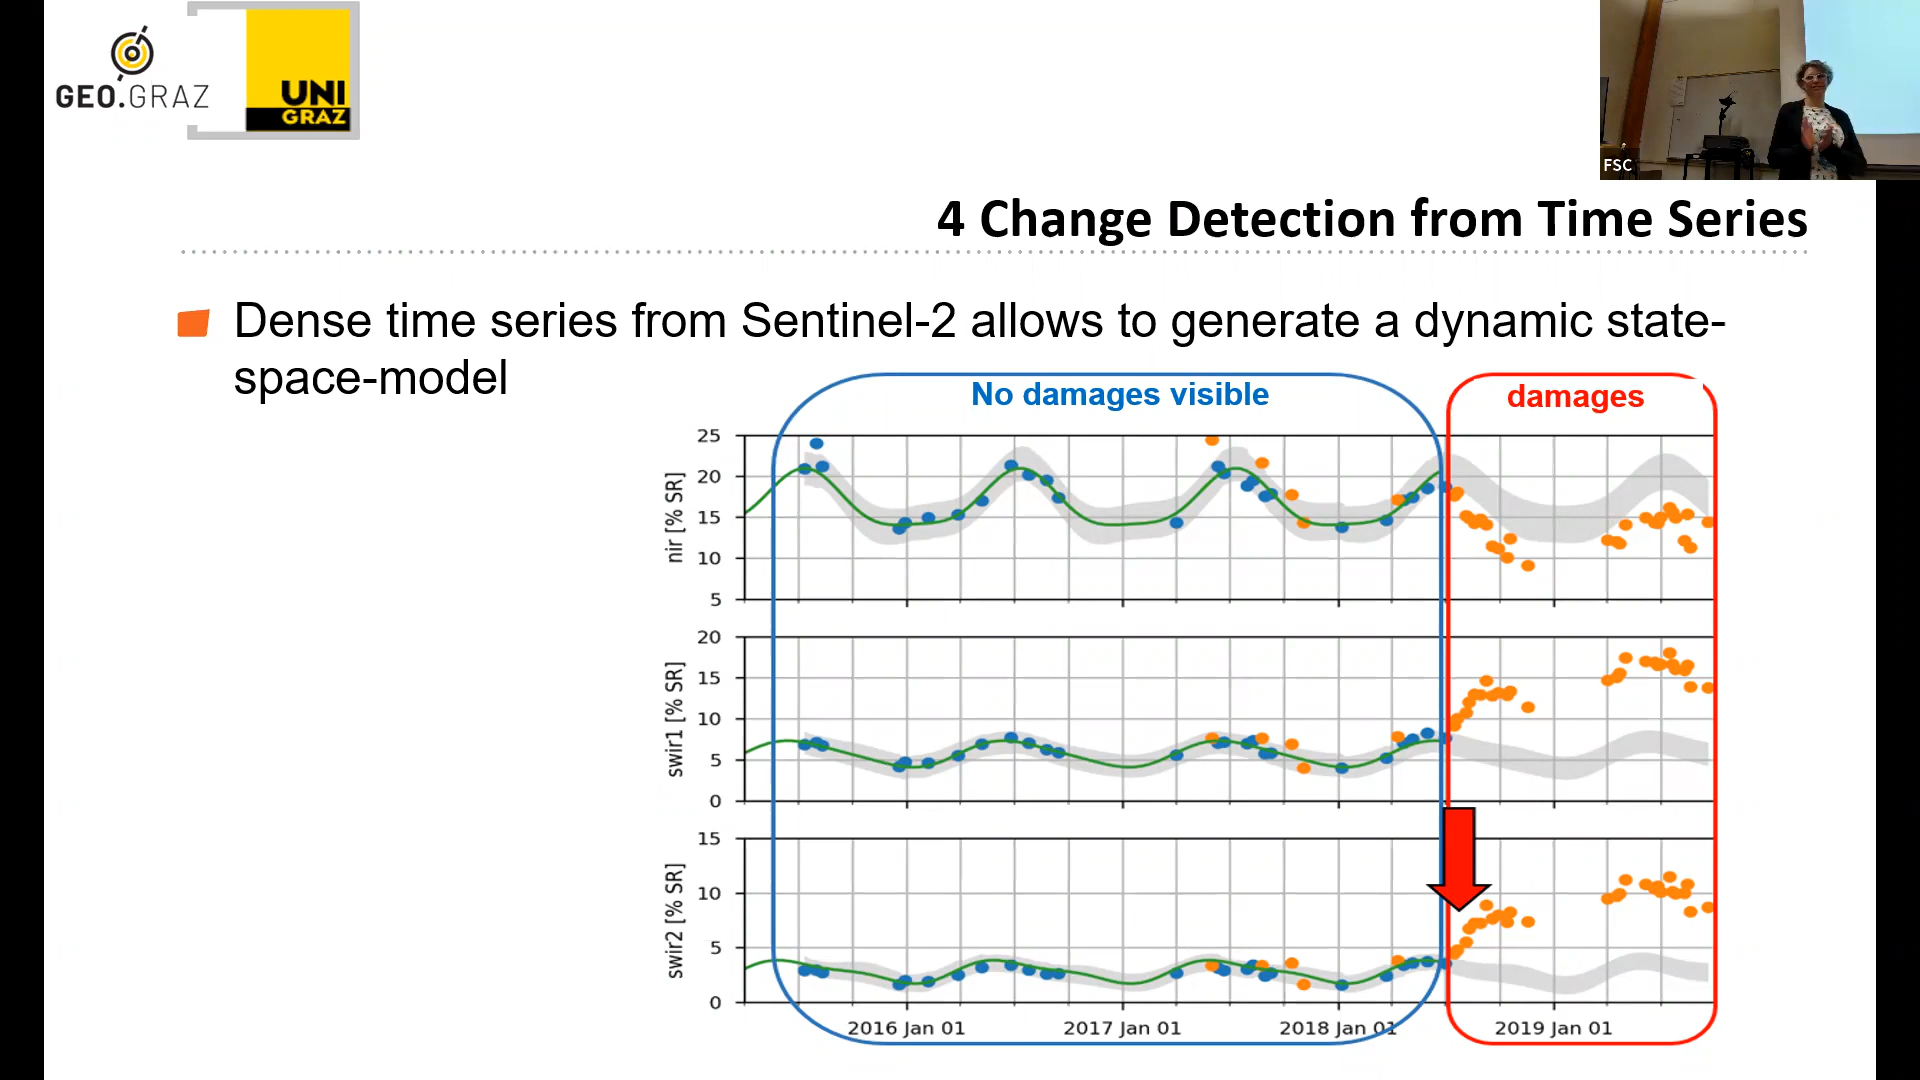 GEO.GRAZ
UNI
GRAZ
FSC
4 Change Detection from Time Series
Dense time series from Sentinel-2 allows to generate a dynamic state-
space-model
No damages visible
damages
25
20
15
10
5
nir [% SR]
20
15
10
5
0
swir1 [% SR]
15
10
5
0
swir2 [% SR]
2016 Jan 01
2017 Jan 01
2018 Jan 01
2019 Jan 01